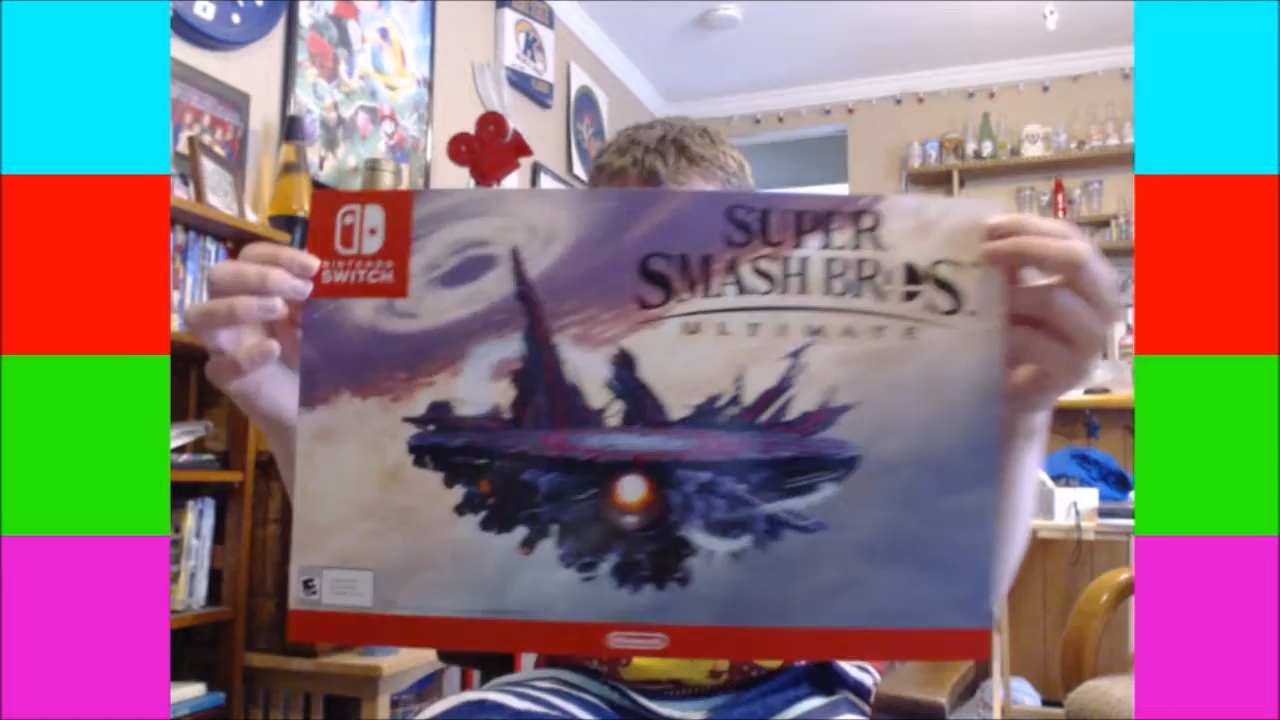 NINTENDO
SWITCH
SUPER
SMASH BROS.
ULTIMATE
E
Nintendo
K